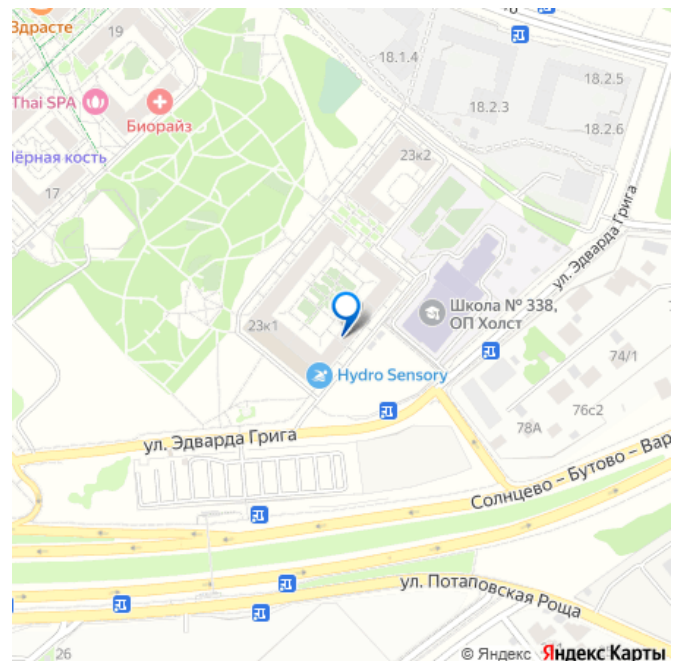 Здрасте
19
18.1.4
18.2.5
18.2.3
18.2.6
Thai SPA
Биорайз
23к2
17
ул. Эдварда Грига
Школа № 338,
ОП Холст
23к1
Hydro Sensory
74/1
76с2
78А
ул. Эдварда Грига
Солнцево – Бутово – Вар
ул. Потаповская Роща
26
© Яндекс Яндекс Карты